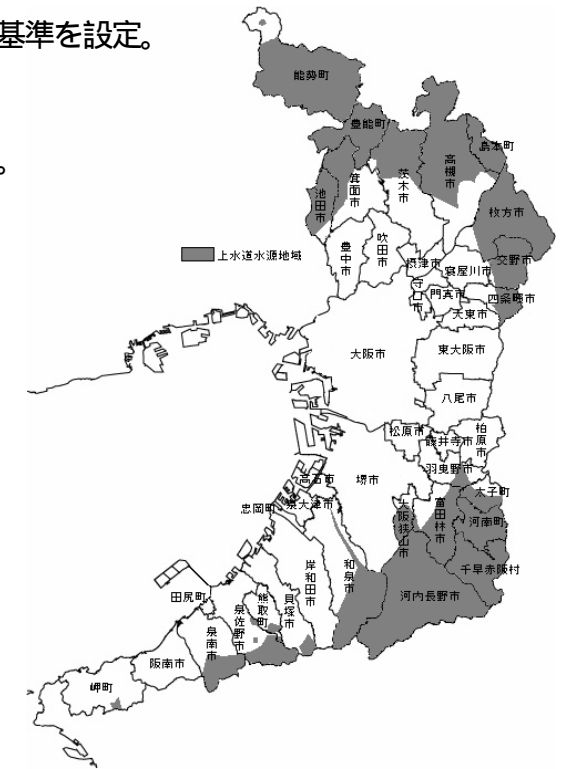 基準を設定。
。
能勢町
豊能町
島本町
高槻市
茨木市
箕面市
池田市
枚方市
豊中市
吹田市
交野市
上水道水源地域
摂津市
寝屋川市
守口市
門真市
四条畷市
大東市
大阪市
東大阪市
八尾市
松原市
藤井寺市
柏原市
羽曳野市
高石市
堺市
太子町
忠岡町
泉大津市
大阪狭山市
富田林市
河南町
千早赤阪村
岸和田市
和泉市
河内長野市
田尻町
熊取町
貝塚市
泉佐野市
泉南市
阪南市
岬町